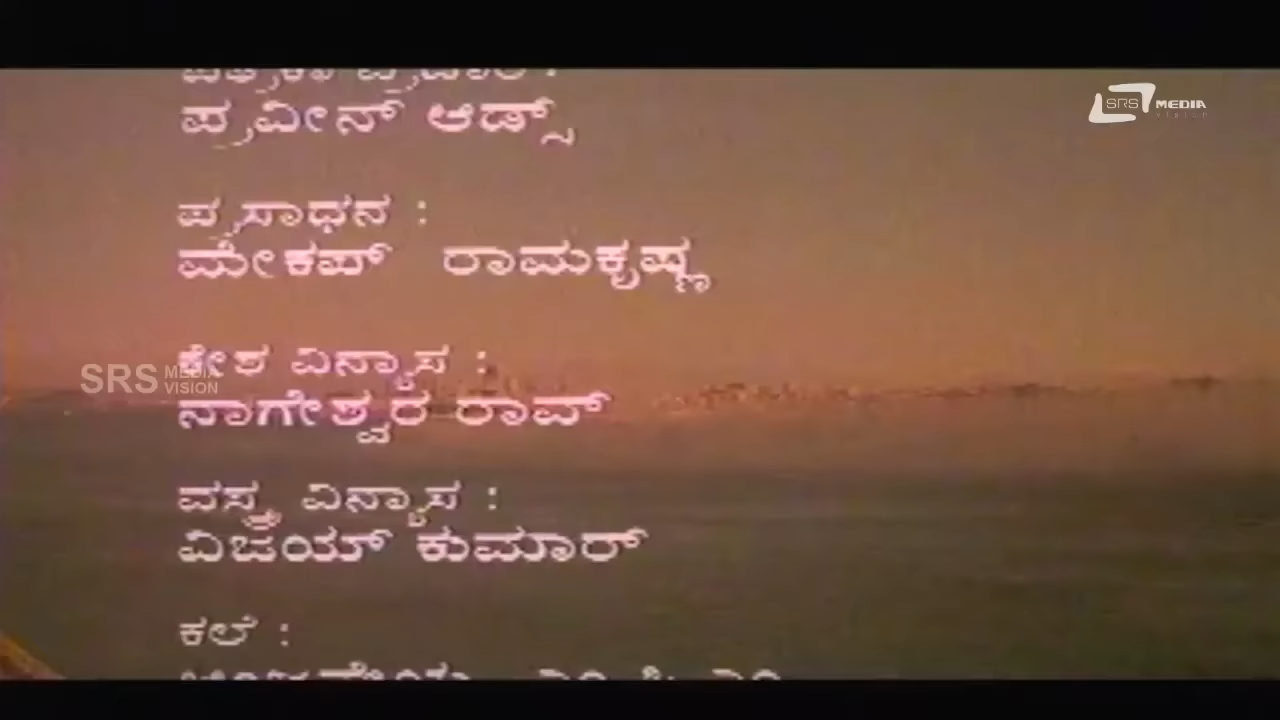 ಪ್ರವೀನ್ ಆಡ್ಸ್
SRS MEDIA
VISION
ಪ್ರಸಾಧನ :
ಮೇಕಪ್ ರಾಮಕೃಷ್ಣ
ಕೇಶ ವಿನ್ಯಾಸ :
SRS MEDIA
VISION
ನಾಗೇಶ್ವರ ರಾವ್
ವಸ್ತ್ರ ವಿನ್ಯಾಸ :
ವಿಜಯ್ ಕುಮಾರ್
ಕಲೆ :